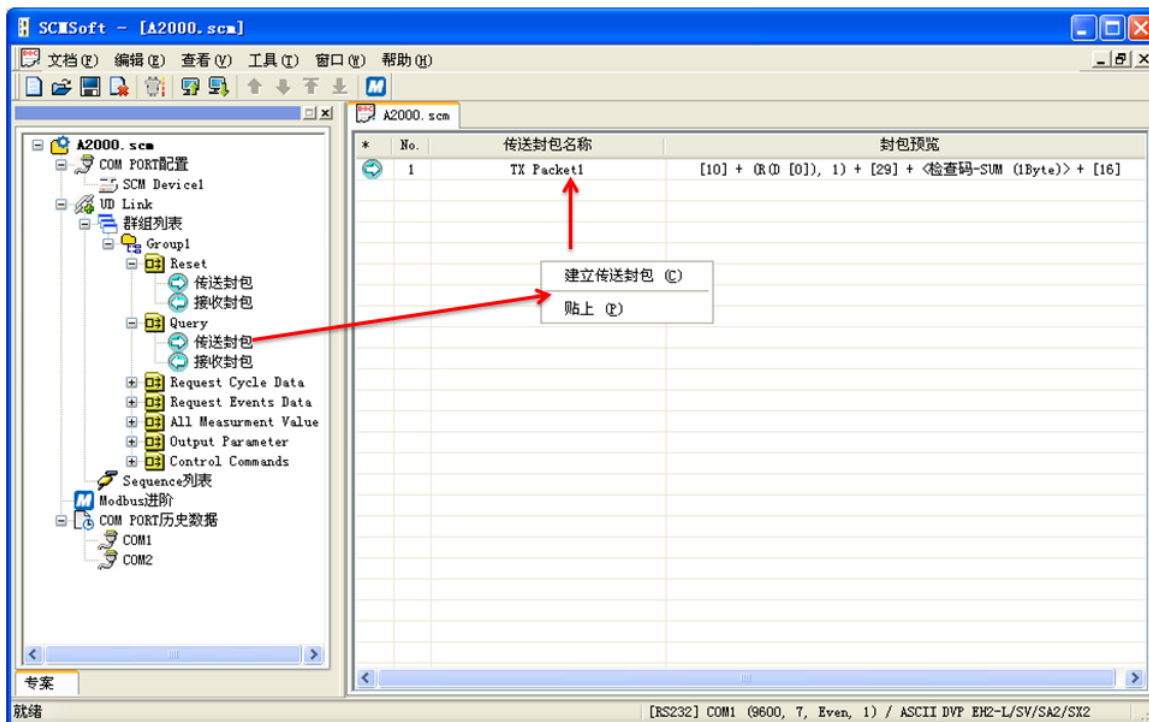 SCMSoft - [A2000.scm]
文档(F) 编辑(E) 查看(V) 工具(T) 窗口(W) 帮助(H)
A2000.scm
A2000.scm
COM PORT配置
SCM Device1
UD Link
群组列表
Group1
Reset
传送封包
接收封包
Query
传送封包
接收封包
Request Cycle Data
Request Events Data
All Measurment Value
Output Parameter
Control Commands
Sequence列表
Modbus进阶
COM PORT历史数据
COM1
COM2
专案
* No. 传送封包名称 封包预览
1 TX Packet1 [10] + (R(D [0]), 1) + [29] + <检查码-SUM (1Byte)> + [16]
建立传送封包 (C)
贴上 (P)
就绪
[RS232] COM1 (9600, 7, Even, 1) / ASCII DVP EH2-L/SV/SA2/SX2